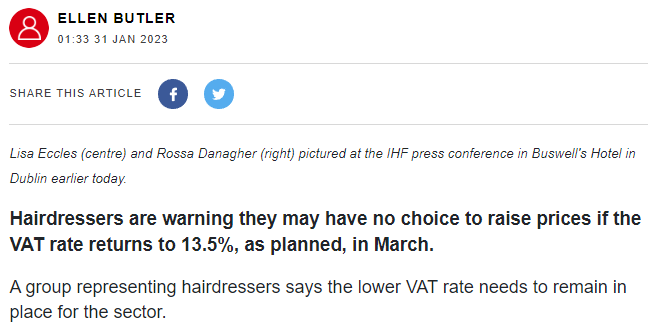 ELLEN BUTLER
01:33 31 JAN 2023
SHARE THIS ARTICLE
Lisa Eccles (centre) and Rossa Danagher (right) pictured at the IHF press conference in Buswell's Hotel in
Dublin earlier today.
Hairdressers are warning they may have no choice to raise prices if the
VAT rate returns to 13.5%, as planned, in March.
A group representing hairdressers says the lower VAT rate needs to remain in
place for the sector.